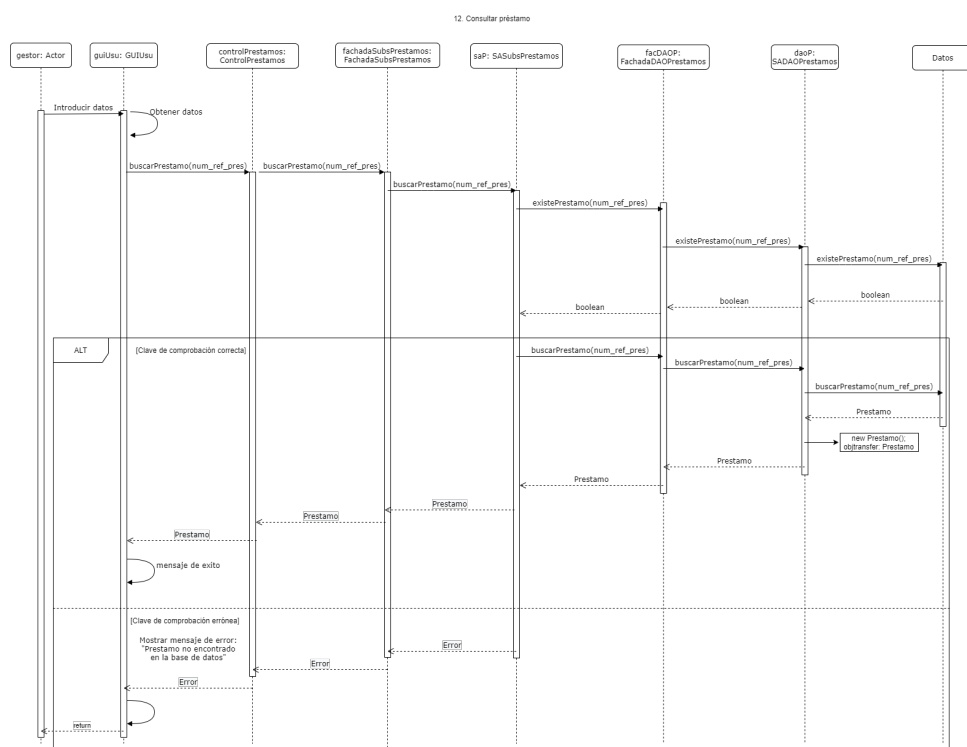 12. Consultar préstamo
gestor: Actor
guiUsu: GUIUsu
controlPrestamos:
ControlPrestamos
fachadaSubsPrestamos:
FachadaSubsPrestamos
saP: SASubsPrestamos
facDAOP:
FachadaDAOPrestamos
daoP:
SADAOPrestamos
Datos
Introducir datos
Obtener datos
buscarPrestamo(num_ref_pres)
buscarPrestamo(num_ref_pres)
buscarPrestamo(num_ref_pres)
existePrestamo(num_ref_pres)
existePrestamo(num_ref_pres)
existePrestamo(num_ref_pres)
boolean
boolean
boolean
ALT
[Clave de comprobación correcta]
buscarPrestamo(num_ref_pres)
buscarPrestamo(num_ref_pres)
buscarPrestamo(num_ref_pres)
Prestamo
new Prestamo();
objtransfer: Prestamo
Prestamo
Prestamo
Prestamo
Prestamo
Prestamo
mensaje de exito
[Clave de comprobación errónea]
Mostrar mensaje de error:
"Prestamo no encontrado
en la base de datos"
Error
Error
Error
return